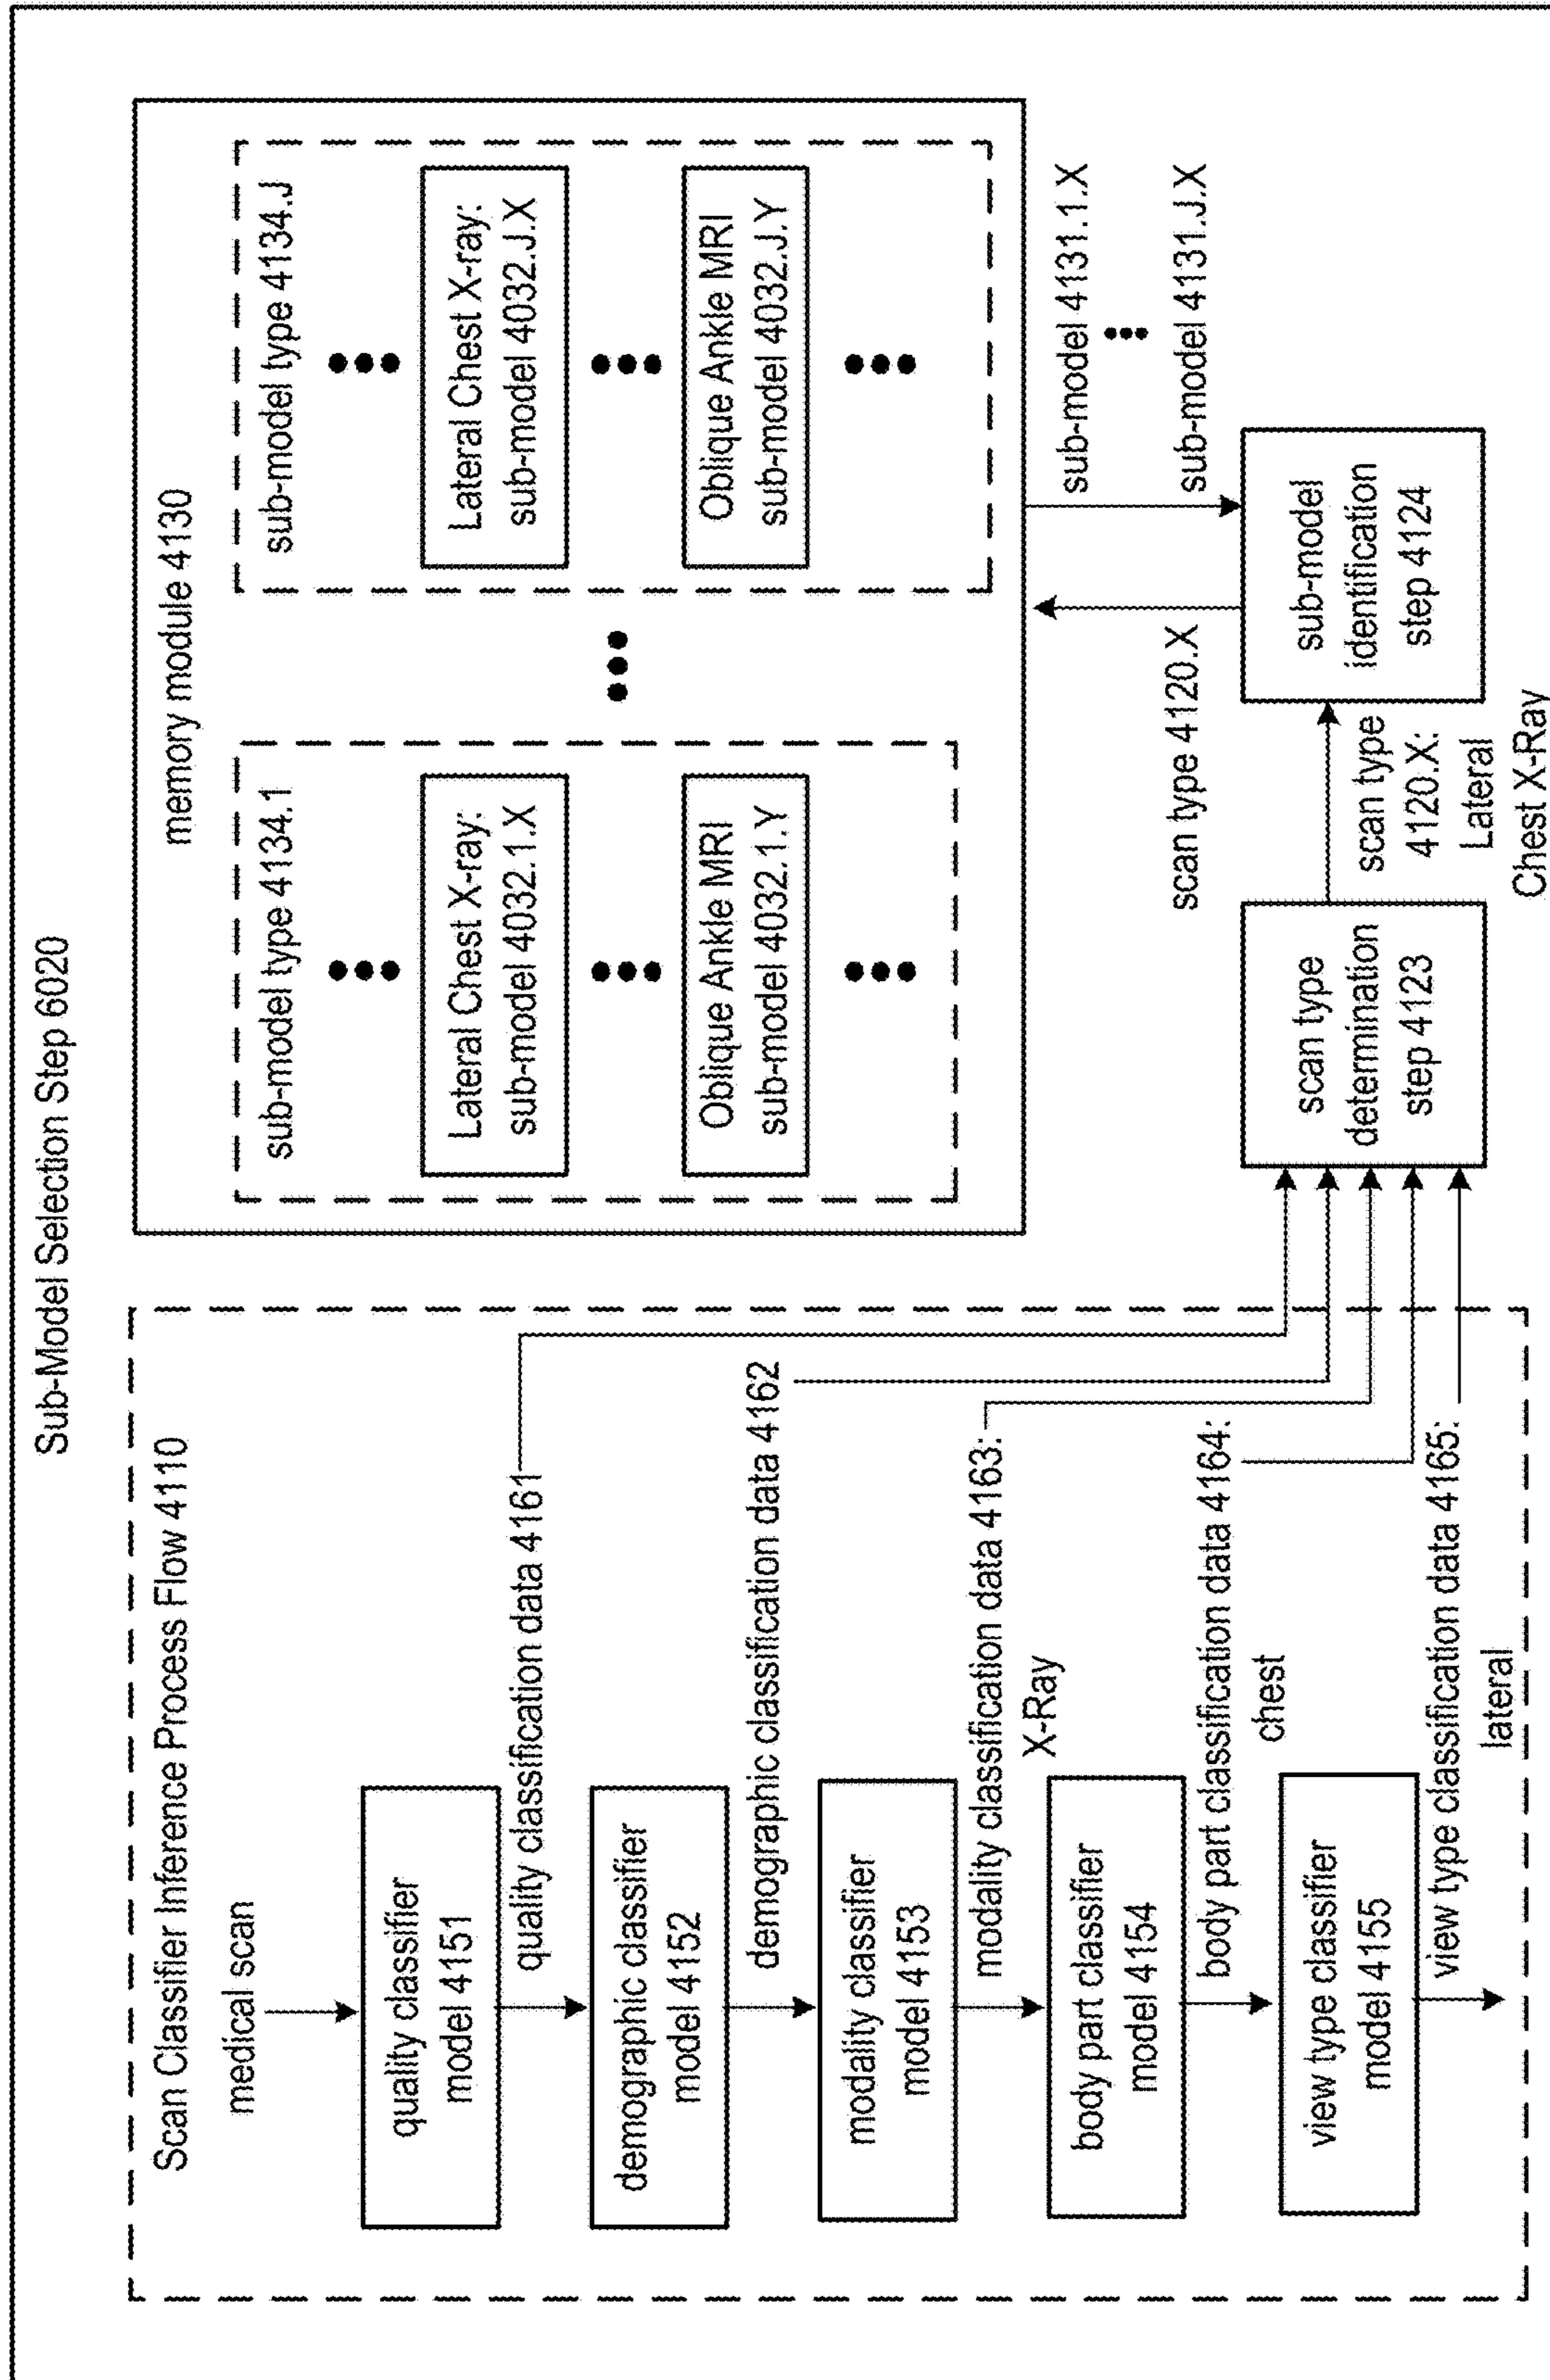 Sub-Model Selection Step 6020
Scan Classifier Inference Process Flow 4110
medical scan
quality classifier
model 4151
quality classification data 4161
demographic classifier
model 4152
demographic classification data 4162
modality classifier
model 4153
modality classification data 4163:
X-Ray
body part classifier
model 4154
body part classification data 4164:
chest
view type classifier
model 4155
view type classification data 4165:
lateral
memory module 4130
sub-model type 4134.1
Lateral Chest X-ray:
sub-model 4032.1.X
Oblique Ankle MRI
sub-model 4032.1.Y
sub-model type 4134.J
Lateral Chest X-ray:
sub-model 4032.J.X
Oblique Ankle MRI
sub-model 4032.J.Y
scan type 4120.X
sub-model 4131.1.X
sub-model 4131.J.X
scan type
determination
step 4123
scan type
4120.X:
Lateral
Chest X-Ray
sub-model
identification
step 4124